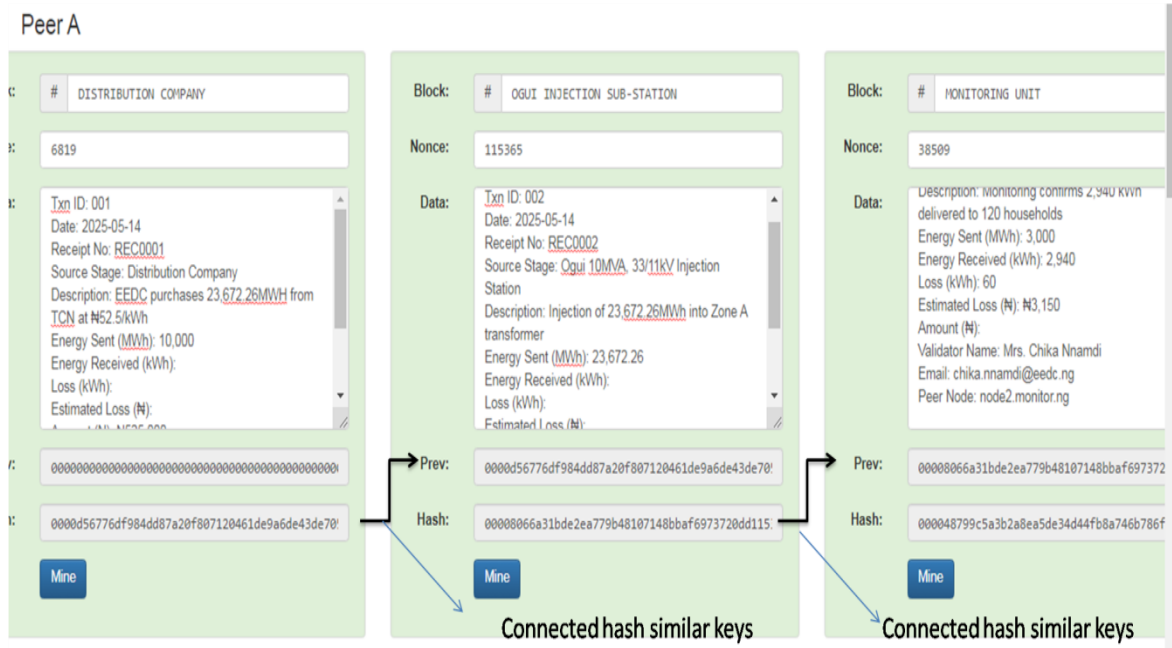 Peer A
k:
# DISTRIBUTION COMPANY
e:
6819
a:
Txn ID: 001
Date: 2025-05-14
Receipt No: REC0001
Source Stage: Distribution Company
Description: EEDC purchases 23,672.26MWH from
TCN at ₦52.5/kWh
Energy Sent (MWh): 10,000
Energy Received (kWh):
Loss (kWh):
Estimated Loss (₦):
v:
0000000000000000000000000000000000000000000000
h:
0000d56776df984dd87a20f807120461de9a6de43de70
Mine
Block:
# OGUI INJECTION SUB-STATION
Nonce:
115365
Data:
Txn ID: 002
Date: 2025-05-14
Receipt No: REC0002
Source Stage: Ogui 10MVA, 33/11kV Injection
Station
Description: Injection of 23,672.26MWh into Zone A
transformer
Energy Sent (MWh): 23,672.26
Energy Received (kWh):
Loss (kWh):
Estimated Loss (₦):
Prev:
0000d56776df984dd87a20f807120461de9a6de43de70
Hash:
00008066a31bde2ea779b48107148bbaf6973720dd115
Mine
Connected hash similar keys
Block:
# MONITORING UNIT
Nonce:
38509
Data:
Description: Monitoring confirms 2,940 kWh
delivered to 120 households
Energy Sent (MWh): 3,000
Energy Received (kWh): 2,940
Loss (kWh): 60
Estimated Loss (₦): ₦3,150
Amount (₦):
Validator Name: Mrs. Chika Nnamdi
Email: chika.nnamdi@eedc.ng
Peer Node: node2.monitor.ng
Prev:
00008066a31bde2ea779b48107148bbaf697372
Hash:
000048799c5a3b2a8ea5de34d44fb8a746b786f
Mine
Connected hash similar keys